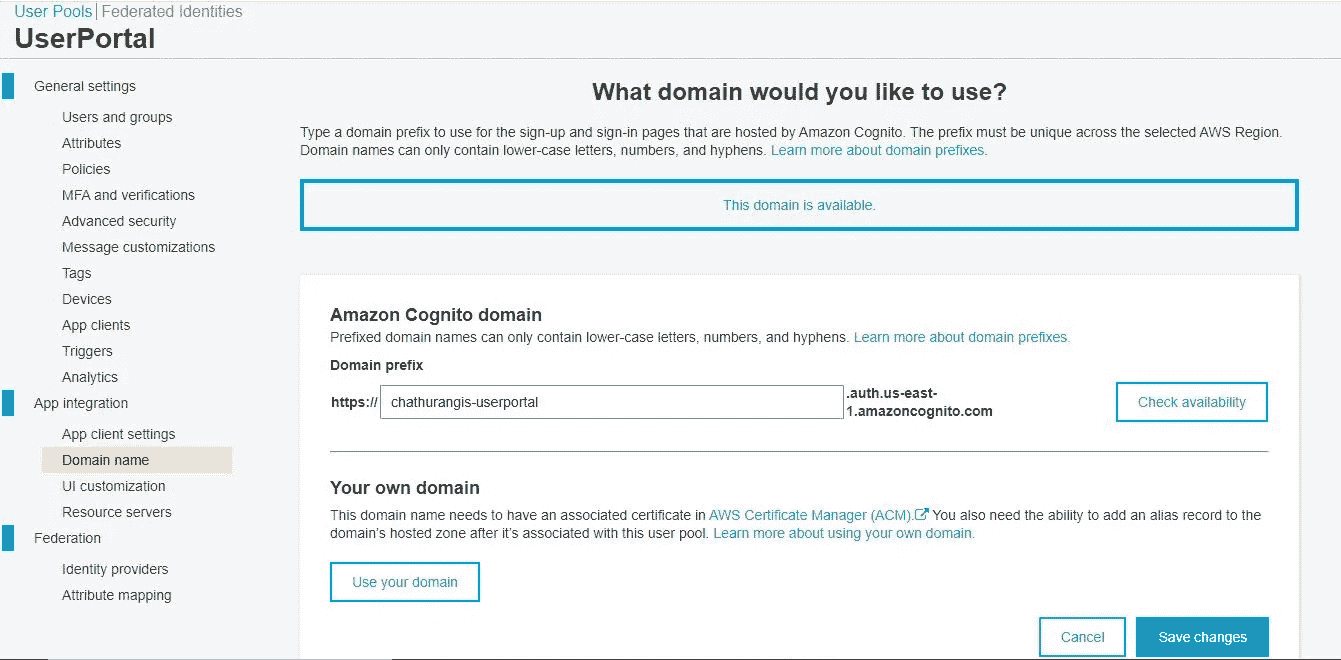 User Pools | Federated Identities
UserPortal
General settings
Users and groups
Attributes
Policies
MFA and verifications
Advanced security
Message customizations
Tags
Devices
App clients
Triggers
Analytics
App integration
App client settings
Domain name
UI customization
Resource servers
Federation
Identity providers
Attribute mapping
What domain would you like to use?
Type a domain prefix to use for the sign-up and sign-in pages that are hosted by Amazon Cognito. The prefix must be unique across the selected AWS Region.
Domain names can only contain lower-case letters, numbers, and hyphens. Learn more about domain prefixes.
This domain is available.
Amazon Cognito domain
Prefixed domain names can only contain lower-case letters, numbers, and hyphens. Learn more about domain prefixes.
Domain prefix
https://
chathurangis-userportal
.auth.us-east-
1.amazoncognito.com
Check availability
Your own domain
This domain name needs to have an associated certificate in AWS Certificate Manager (ACM). You also need the ability to add an alias record to the
domain's hosted zone after it's associated with this user pool. Learn more about using your own domain.
Use your domain
Cancel
Save changes